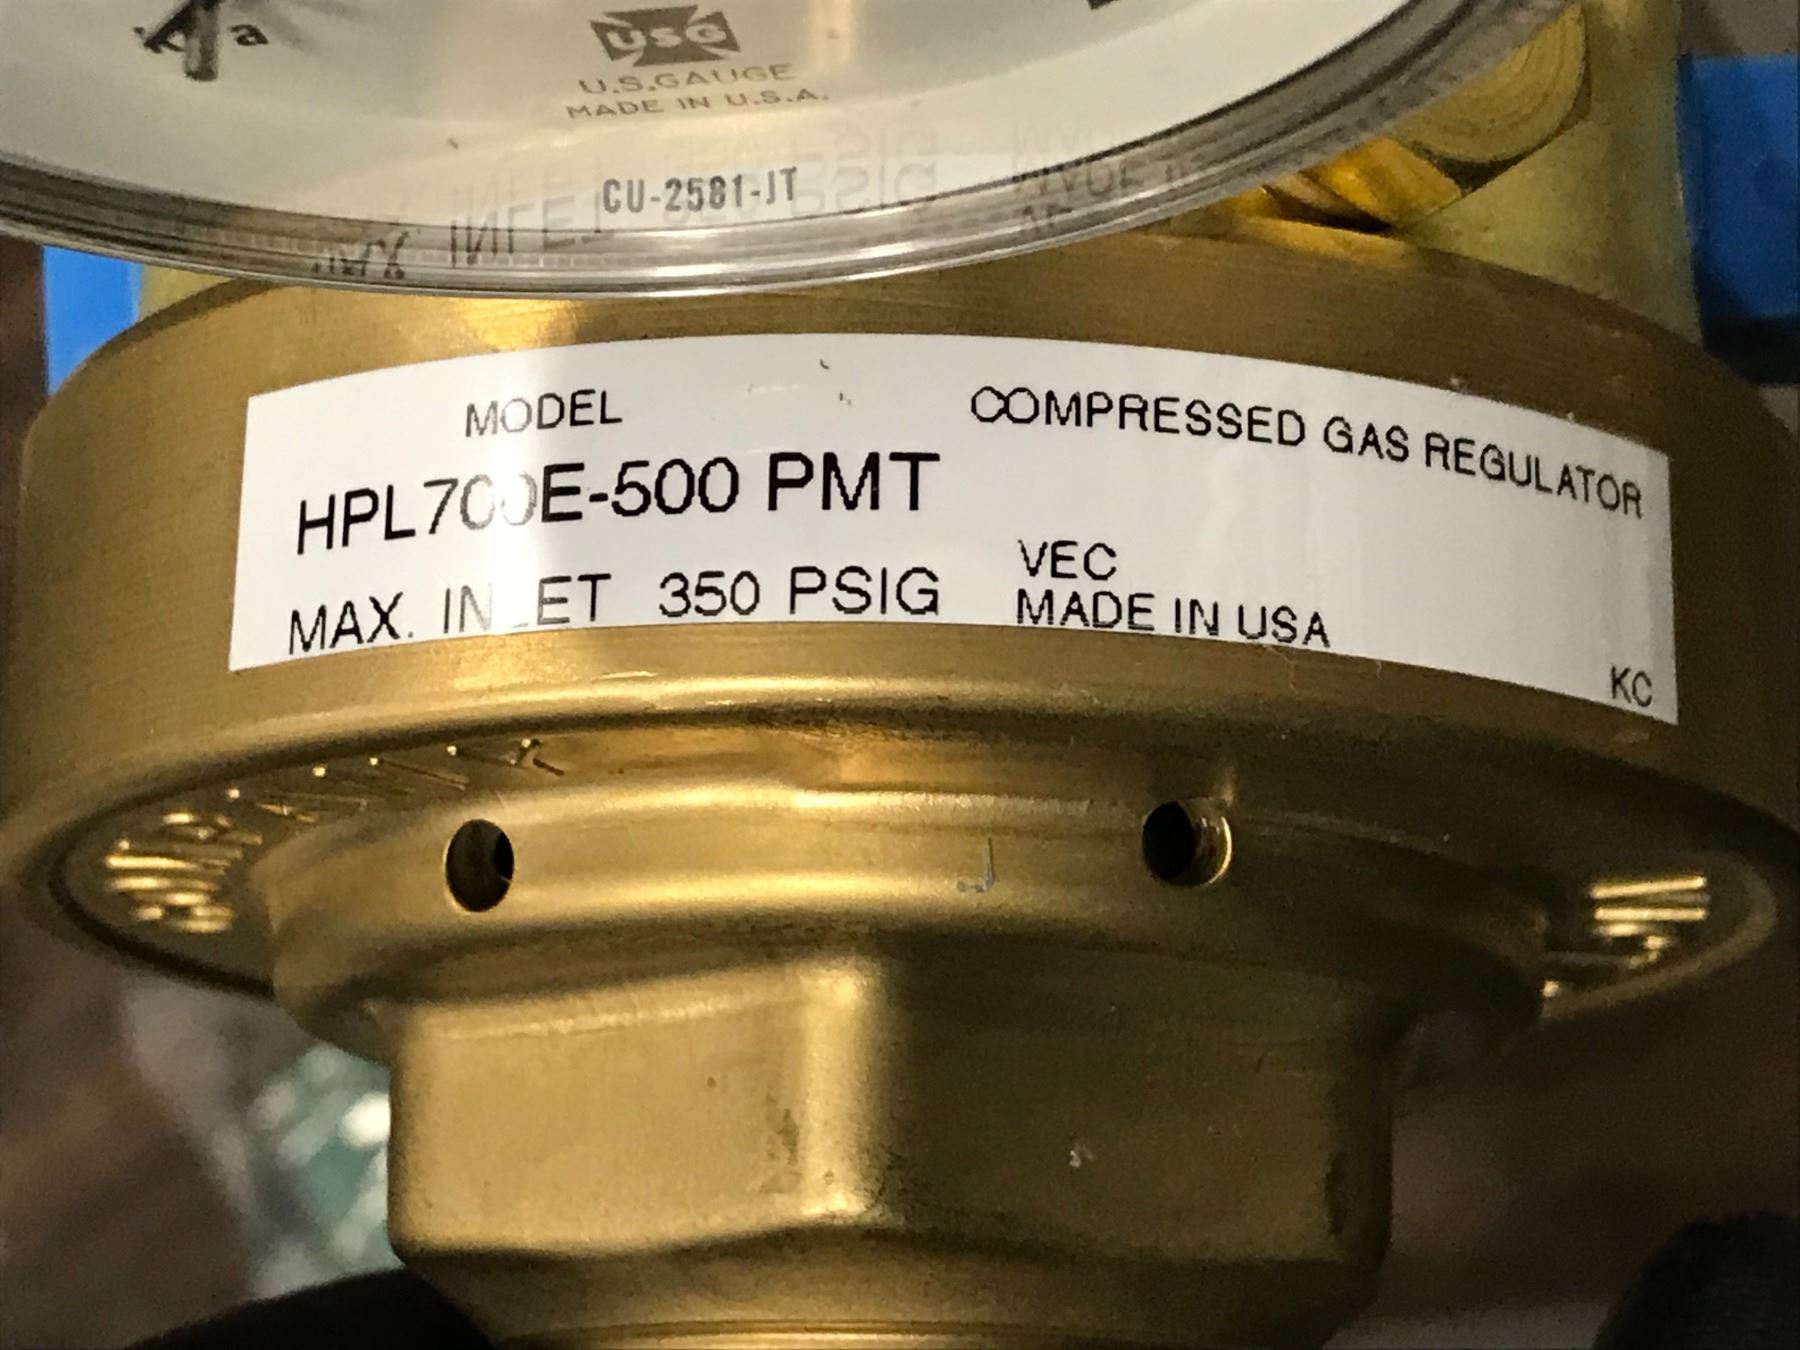 kPa
USG
U.S.GAUGE
MADE IN U.S.A.
CU-2581-JT
MODEL
HPL700E-500 PMT
MAX. INLET 350 PSIG
COMPRESSED GAS REGULATOR
VEC
MADE IN USA
KC